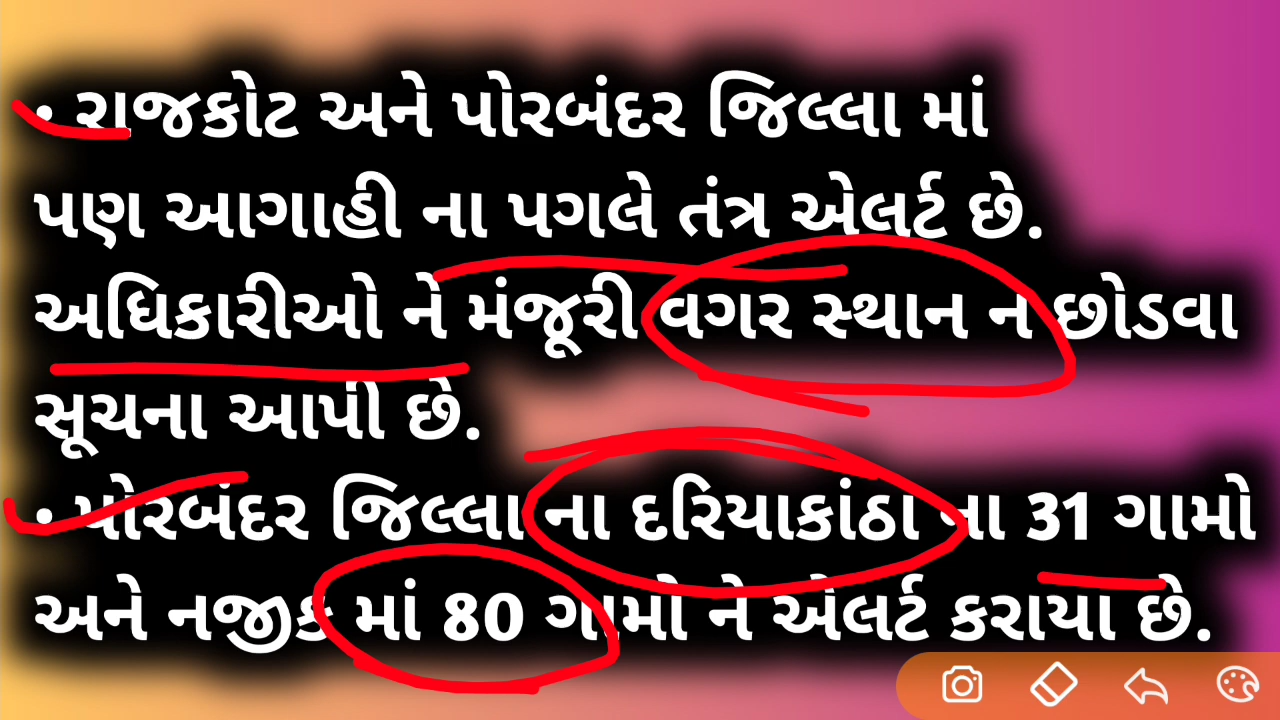 • રાજકોટ અને પોરબંદર જિલ્લા માં
પણ આગાહી ના પગલે તંત્ર એલર્ટ છે.
અધિકારીઓ ને મંજૂરી વગર સ્થાન ન છોડવા
સૂચના આપી છે.
• પોરબંદર જિલ્લા ના દરિયાકાંઠા ના 31 ગામો
અને નજીક માં 80 ગામો ને એલર્ટ કરાયા છે.